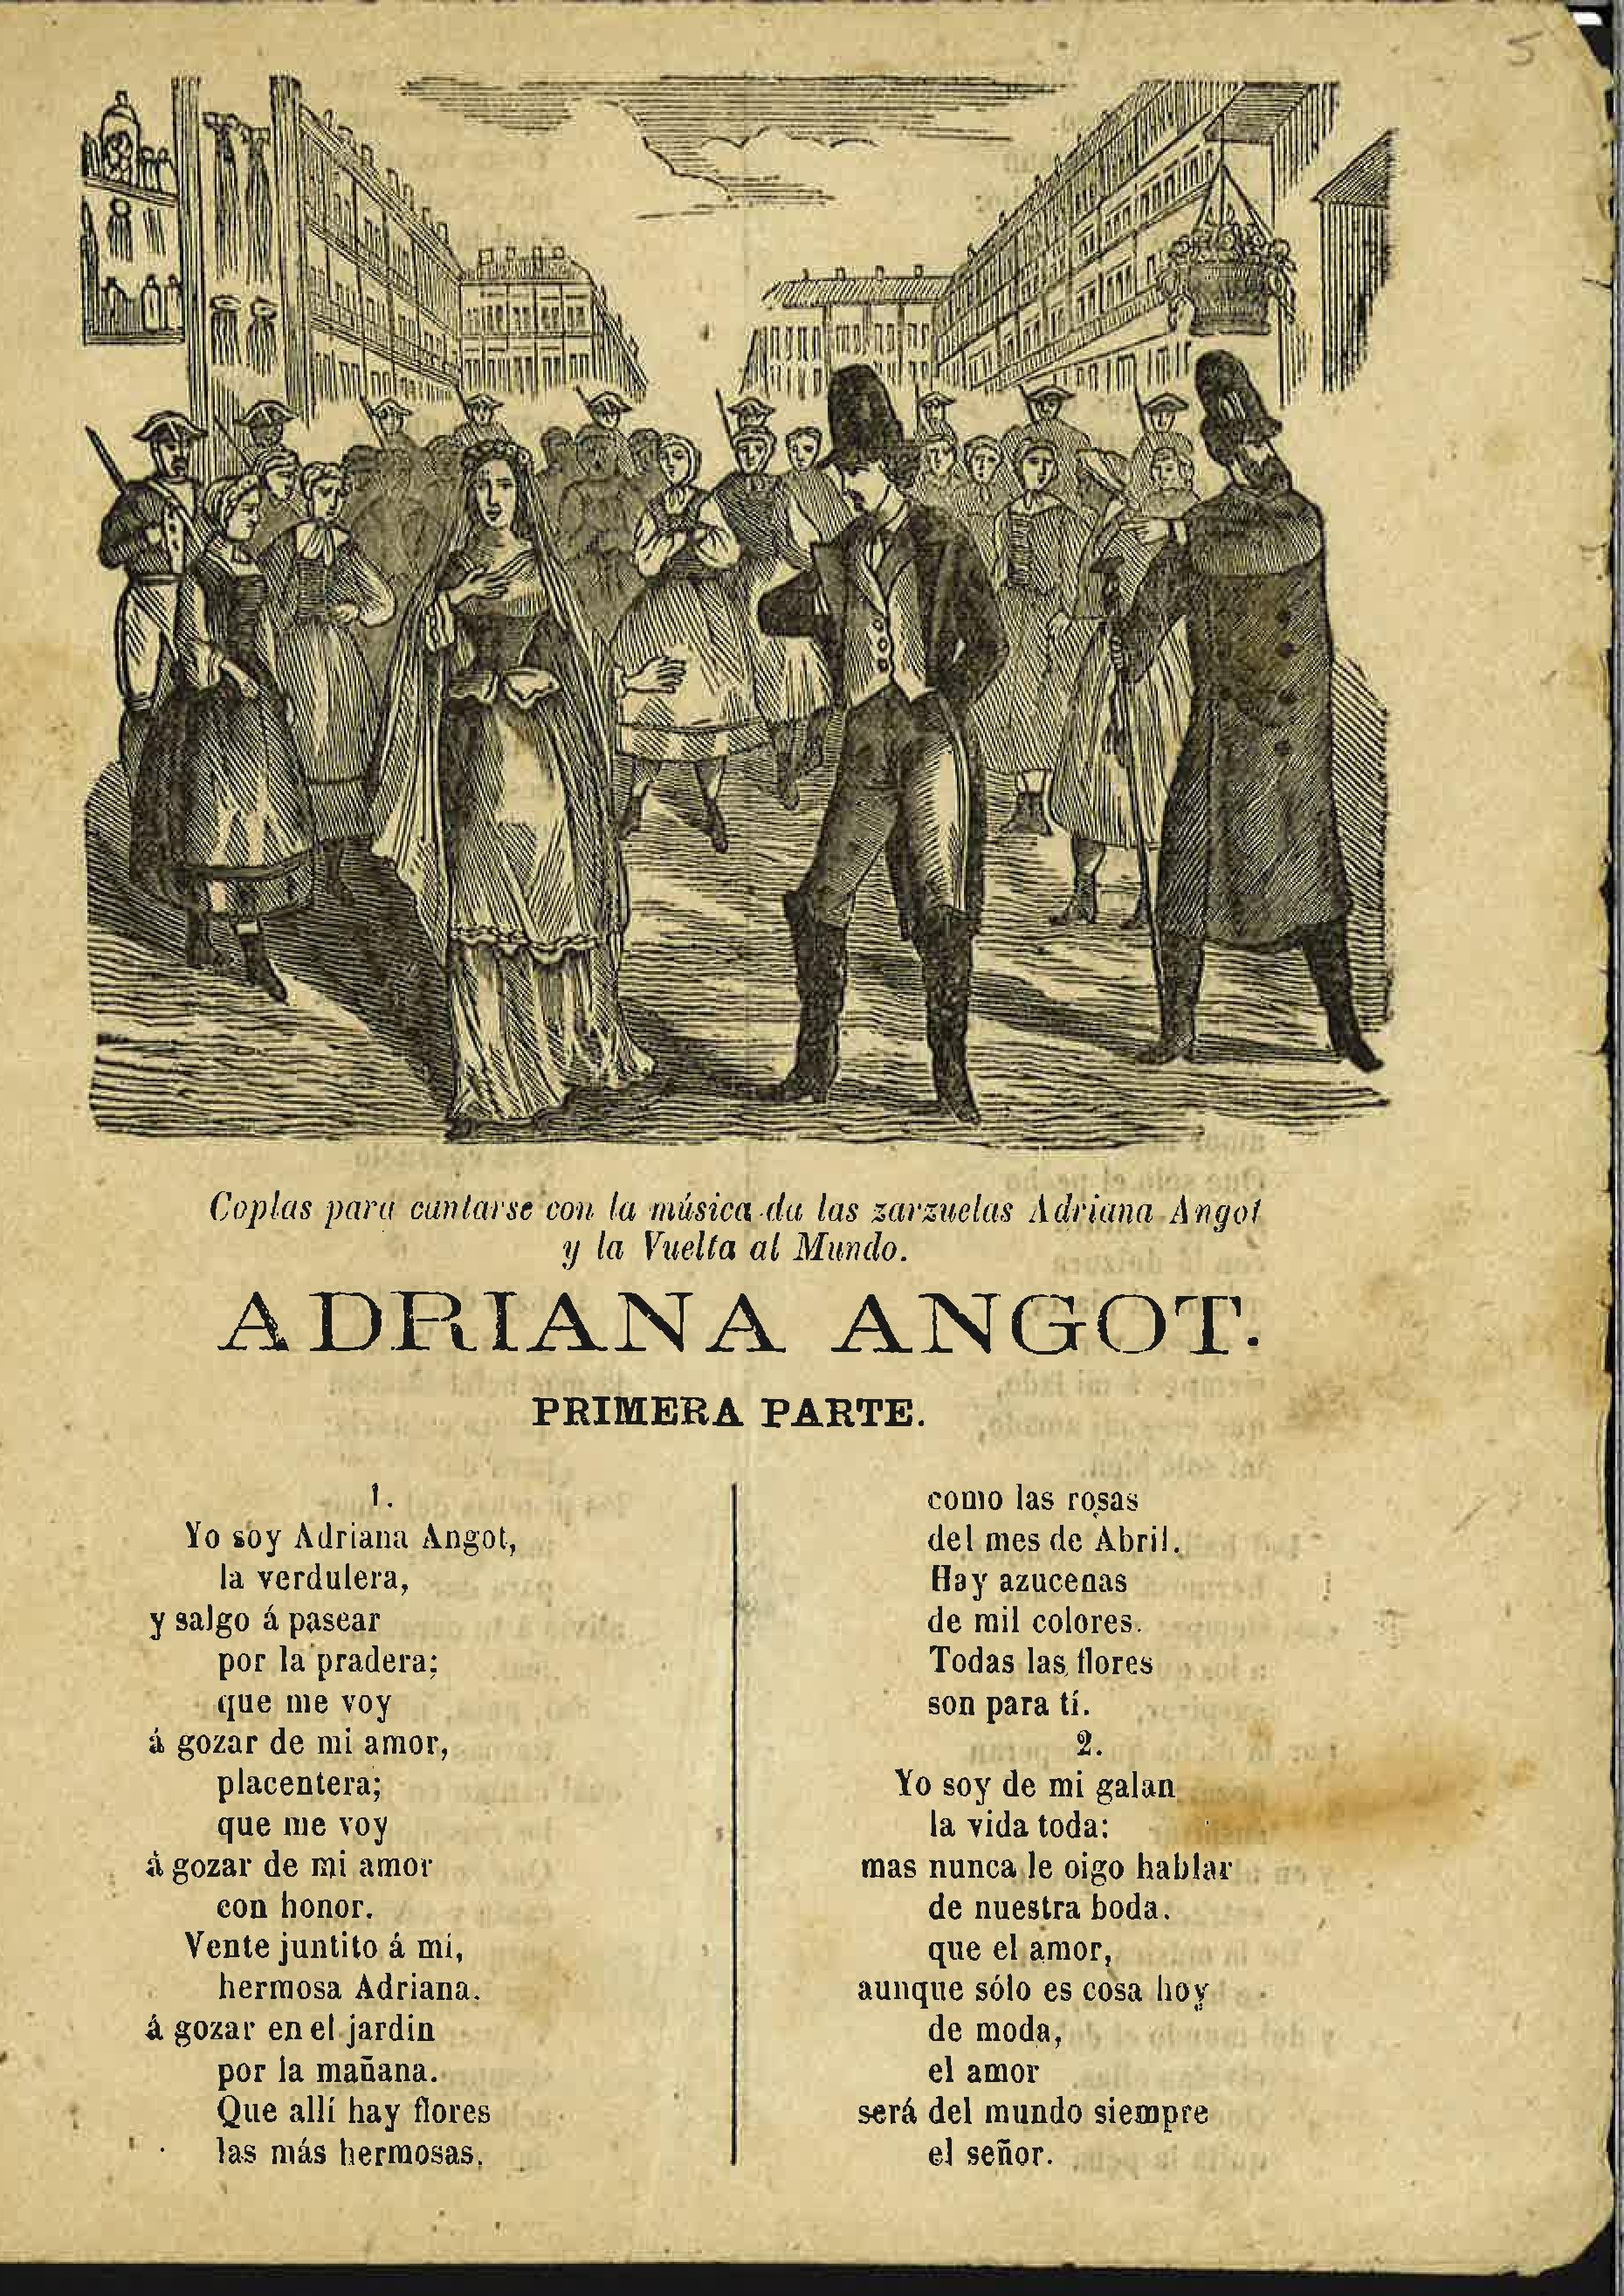 5
Coplas para cantarse con la música da las zarzuelas Adriana Angot
y la Vuelta al Mundo.
ADRIANA ANGOT.
PRIMERA PARTE.
1.
Yo soy Adriana Angot,
la verdulera,
y salgo á pasear
por la pradera;
que me voy
á gozar de mi amor,
placentera;
que me voy
á gozar de mi amor
con honor.
Vente juntito á mí,
hermosa Adriana.
á gozar en el jardin
por la mañana.
Que allí hay flores
las más hermosas,
como las rosas
del mes de Abril.
Hay azucenas
de mil colores.
Todas las flores
son para tí.
2.
Yo soy de mi galan
la vida toda:
mas nunca le oigo hablar
de nuestra boda.
que el amor,
aunque sólo es cosa hoy
de moda,
el amor
será del mundo siempre
el señor.